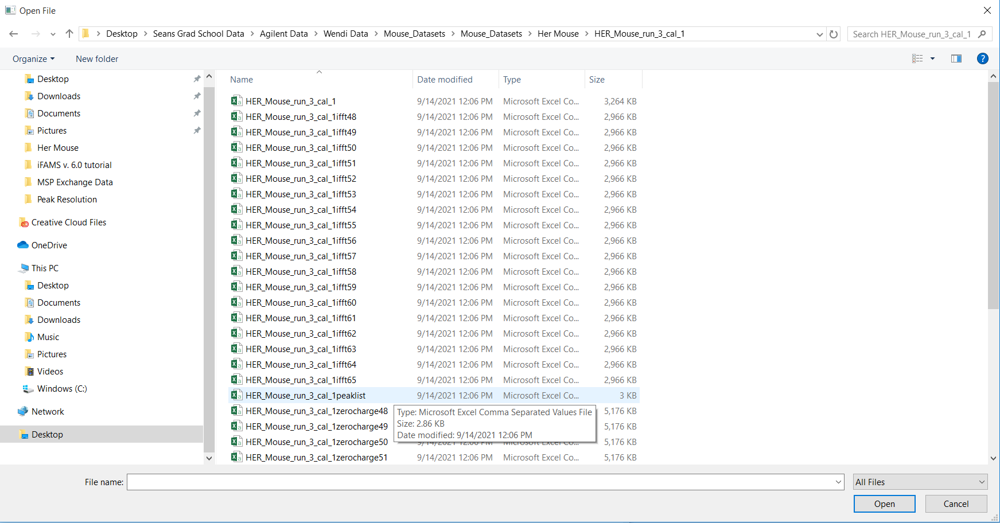 Open File
Desktop > Seans Grad School Data > Agilent Data > Wendi Data > Mouse_Datasets > Mouse_Datasets > Her Mouse > HER_Mouse_run_3_cal_1
Search HER_Mouse_run_3_cal_1
Organize
New folder
?
Desktop
Downloads
Documents
Pictures
Her Mouse
iFAMS v. 6.0 tutorial
MSP Exchange Data
Peak Resolution
Creative Cloud Files
OneDrive
This PC
Desktop
Documents
Downloads
Music
Pictures
Videos
Windows (C:)
Network
Desktop
Name Date modified Type Size
HER_Mouse_run_3_cal_1 9/14/2021 12:06 PM Microsoft Excel Co... 3,264 KB
HER_Mouse_run_3_cal_1ifft48 9/14/2021 12:06 PM Microsoft Excel Co... 2,966 KB
HER_Mouse_run_3_cal_1ifft49 9/14/2021 12:06 PM Microsoft Excel Co... 2,966 KB
HER_Mouse_run_3_cal_1ifft50 9/14/2021 12:06 PM Microsoft Excel Co... 2,966 KB
HER_Mouse_run_3_cal_1ifft51 9/14/2021 12:06 PM Microsoft Excel Co... 2,966 KB
HER_Mouse_run_3_cal_1ifft52 9/14/2021 12:06 PM Microsoft Excel Co... 2,966 KB
HER_Mouse_run_3_cal_1ifft53 9/14/2021 12:06 PM Microsoft Excel Co... 2,966 KB
HER_Mouse_run_3_cal_1ifft54 9/14/2021 12:06 PM Microsoft Excel Co... 2,966 KB
HER_Mouse_run_3_cal_1ifft55 9/14/2021 12:06 PM Microsoft Excel Co... 2,966 KB
HER_Mouse_run_3_cal_1ifft56 9/14/2021 12:06 PM Microsoft Excel Co... 2,966 KB
HER_Mouse_run_3_cal_1ifft57 9/14/2021 12:06 PM Microsoft Excel Co... 2,966 KB
HER_Mouse_run_3_cal_1ifft58 9/14/2021 12:06 PM Microsoft Excel Co... 2,966 KB
HER_Mouse_run_3_cal_1ifft59 9/14/2021 12:06 PM Microsoft Excel Co... 2,966 KB
HER_Mouse_run_3_cal_1ifft60 9/14/2021 12:06 PM Microsoft Excel Co... 2,966 KB
HER_Mouse_run_3_cal_1ifft61 9/14/2021 12:06 PM Microsoft Excel Co... 2,966 KB
HER_Mouse_run_3_cal_1ifft62 9/14/2021 12:06 PM Microsoft Excel Co... 2,966 KB
HER_Mouse_run_3_cal_1ifft63 9/14/2021 12:06 PM Microsoft Excel Co... 2,966 KB
HER_Mouse_run_3_cal_1ifft64 9/14/2021 12:06 PM Microsoft Excel Co... 2,966 KB
HER_Mouse_run_3_cal_1ifft65 9/14/2021 12:06 PM Microsoft Excel Co... 2,966 KB
HER_Mouse_run_3_cal_1peaklist 9/14/2021 12:06 PM Microsoft Excel Co... 3 KB
HER_Mouse_run_3_cal_1zerocharge48 5,176 KB
HER_Mouse_run_3_cal_1zerocharge49 5,176 KB
HER_Mouse_run_3_cal_1zerocharge50 9/14/2021 12:06 PM Microsoft Excel Co... 5,176 KB
HER_Mouse_run_3_cal_1zerocharge51 9/14/2021 12:06 PM Microsoft Excel Co... 5,176 KB
Type: Microsoft Excel Comma Separated Values File
Size: 2.86 KB
Date modified: 9/14/2021 12:06 PM
File name:
All Files
Open
Cancel